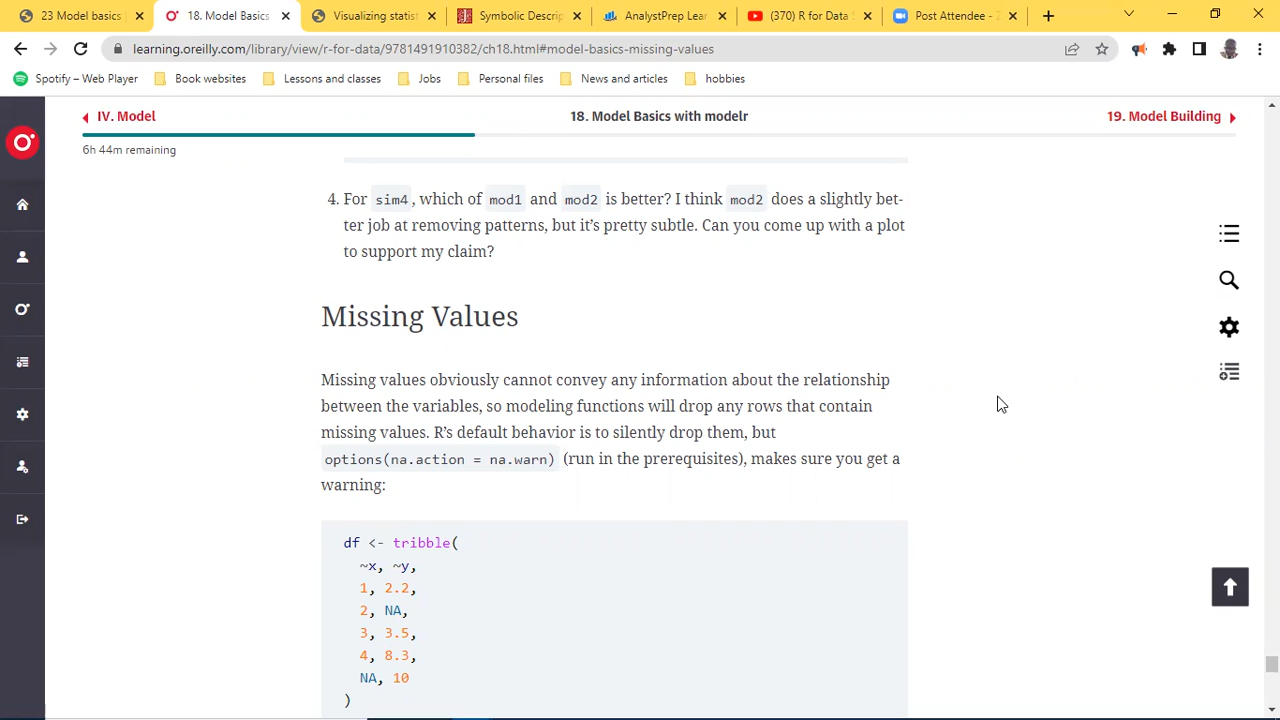 23 Model basics
18. Model Basics
Visualizing statist
Symbolic Descrip
AnalystPrep Lear
(370) R for Data S
Post Attendee - Z
learning.oreilly.com/library/view/r-for-data/9781491910382/ch18.html#model-basics-missing-values
Spotify – Web Player
Book websites
Lessons and classes
Jobs
Personal files
News and articles
hobbies
IV. Model
18. Model Basics with modelr
19. Model Building
6h 44m remaining
4. For sim4, which of mod1 and mod2 is better? I think mod2 does a slightly bet-
ter job at removing patterns, but it's pretty subtle. Can you come up with a plot
to support my claim?
Missing Values
Missing values obviously cannot convey any information about the relationship
between the variables, so modeling functions will drop any rows that contain
missing values. R's default behavior is to silently drop them, but
options(na.action = na.warn) (run in the prerequisites), makes sure you get a
warning:
df <- tribble(
~x, ~y,
1, 2.2,
2, NA,
3, 3.5,
4, 8.3,
NA, 10
)